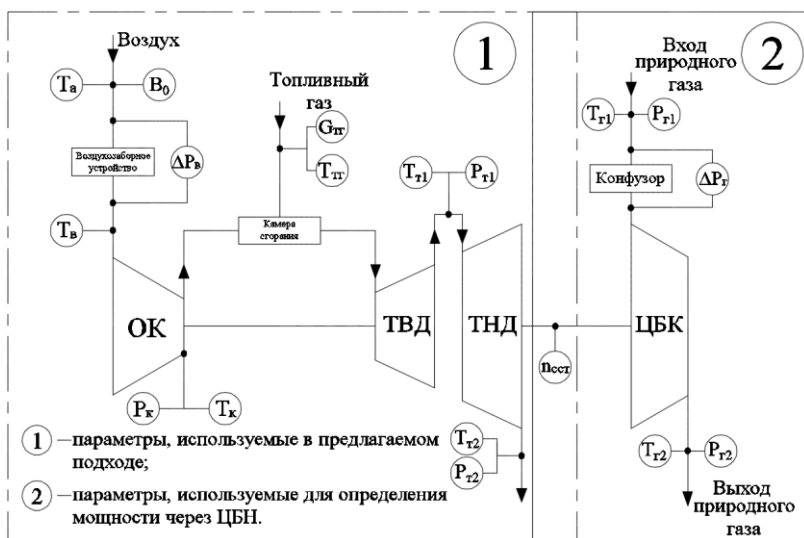 Воздух
1
Вход
природного
газа
2
Tа
B0
Топливный
газ
Tг1
Pг1
Gтг
Воздухозаборное
устройство
ΔPв
Tтг
Tт1
Pт1
Конфузор
ΔPг
Tв
Камера
сгорания
ОК
ТВД
ТНД
ЦБК
nсст
Pк
Tк
Tт2
Pт2
Tг2
Pг2
1 —параметры, используемые в предлагаемом
подходе;
2 —параметры, используемые для определения
мощности через ЦБН.
Выход
природного
газа